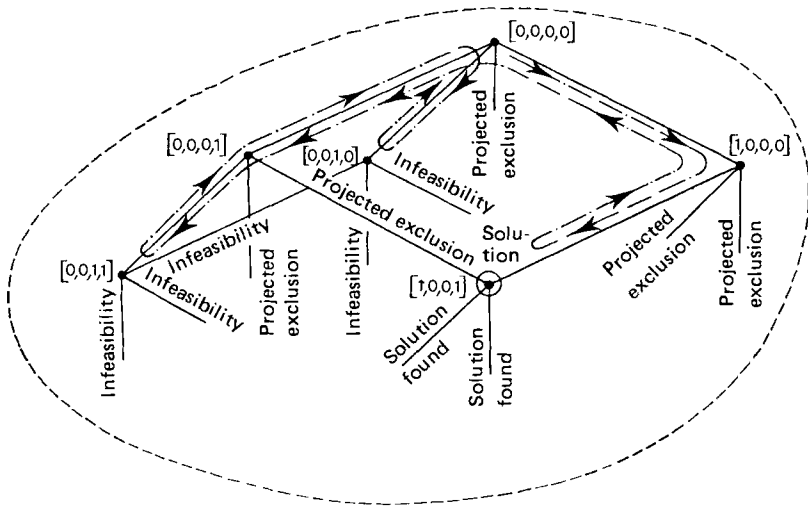 [0,0,0,0]
Projected
exclusion
[0,0,0,1]
[0,0,1,0]
Infeasibility
[1,0,0,0]
Projected exclusion
Solu-
tion
Projected
exclusion
Projected
exclusion
[0,0,1,1]
Infeasibility
Infeasibility
Infeasibility
Projected
exclusion
Infeasibility
[1,0,0,1]
Solution
found
Solution
found